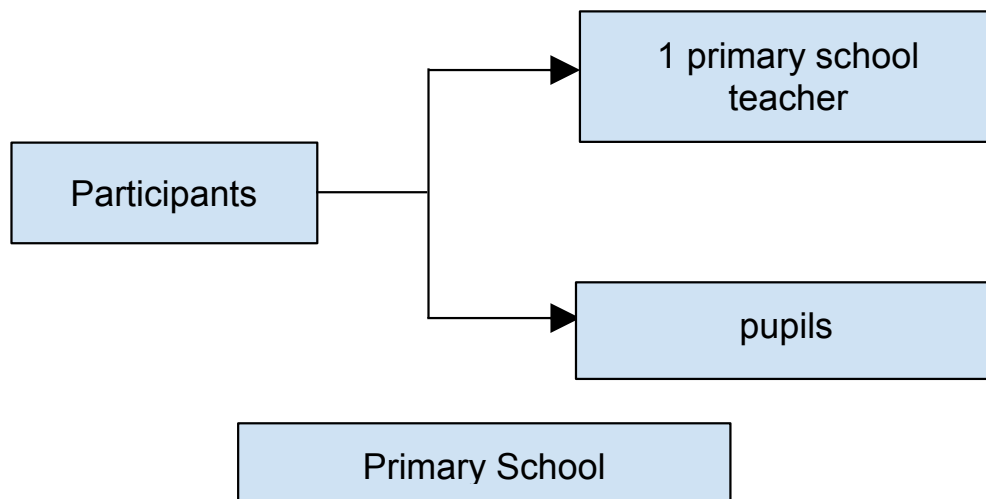 1 primary school
teacher
Participants
pupils
Primary School